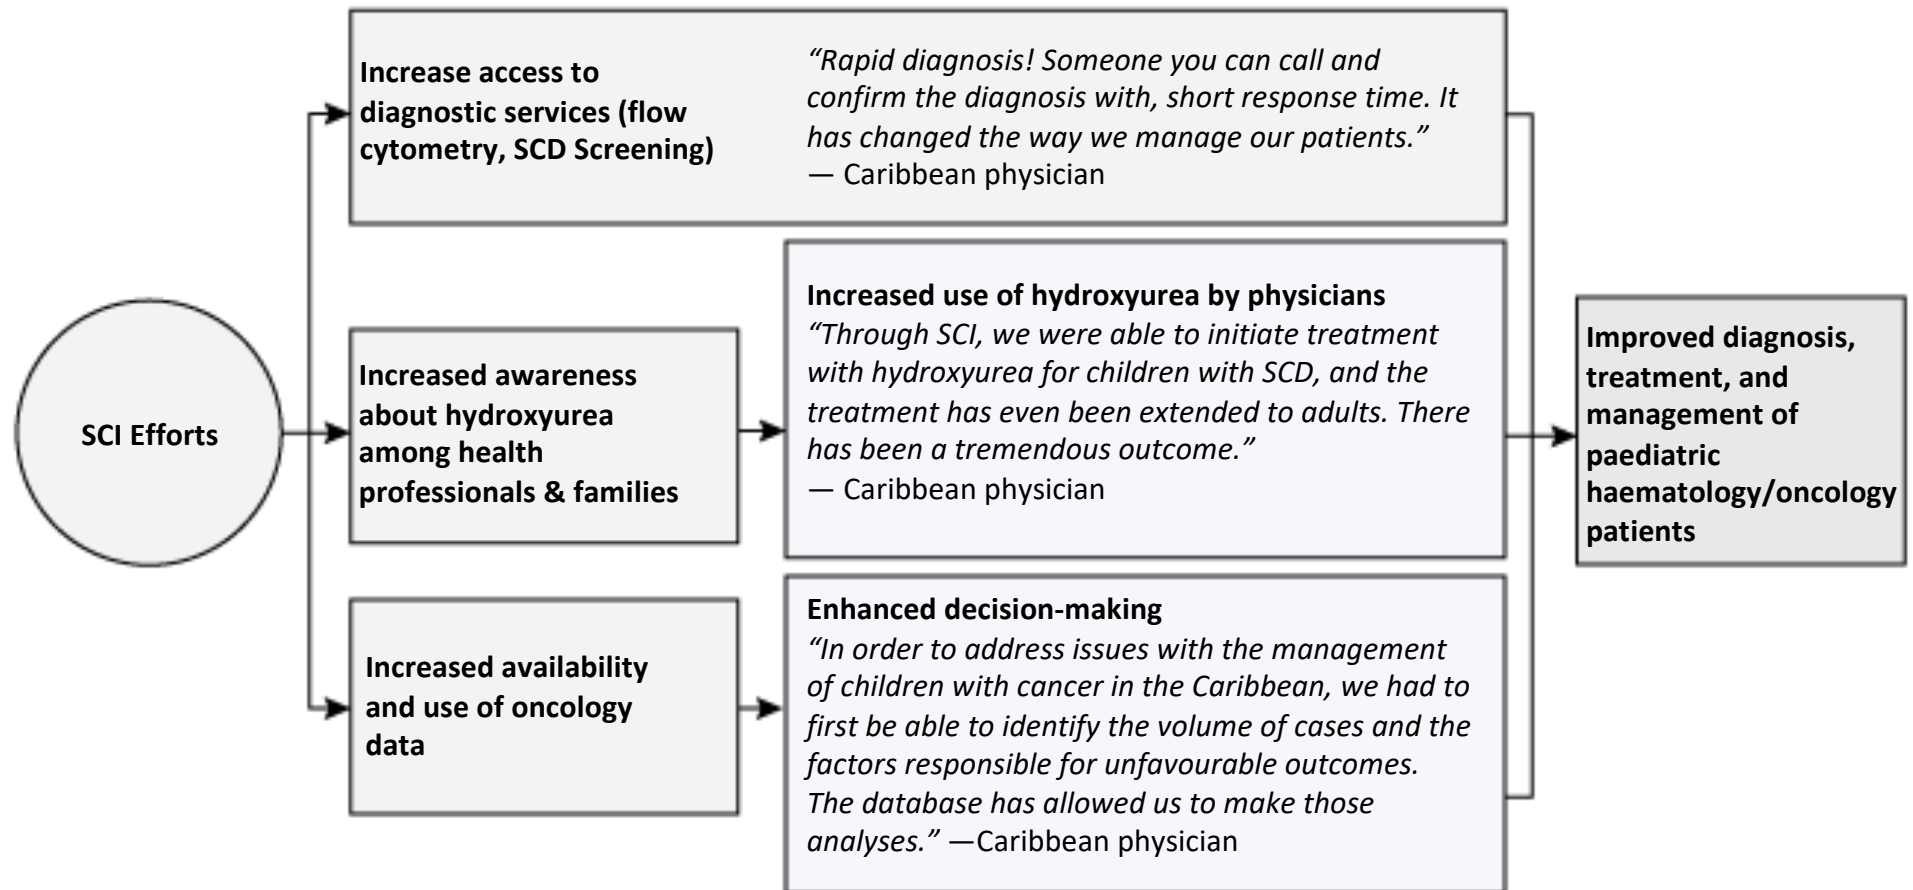 Increase access to
diagnostic services (flow
cytometry, SCD Screening)
“Rapid diagnosis! Someone you can call and
confirm the diagnosis with, short response time. It
has changed the way we manage our patients.”
— Caribbean physician
SCI Efforts
Increased awareness
about hydroxyurea
among health
professionals & families
Increased use of hydroxyurea by physicians
“Through SCI, we were able to initiate treatment
with hydroxyurea for children with SCD, and the
treatment has even been extended to adults. There
has been a tremendous outcome.”
— Caribbean physician
Increased availability
and use of oncology
data
Enhanced decision-making
“In order to address issues with the management
of children with cancer in the Caribbean, we had to
first be able to identify the volume of cases and the
factors responsible for unfavourable outcomes.
The database has allowed us to make those
analyses.” —Caribbean physician
Improved diagnosis,
treatment, and
management of
paediatric
haematology/oncology
patients